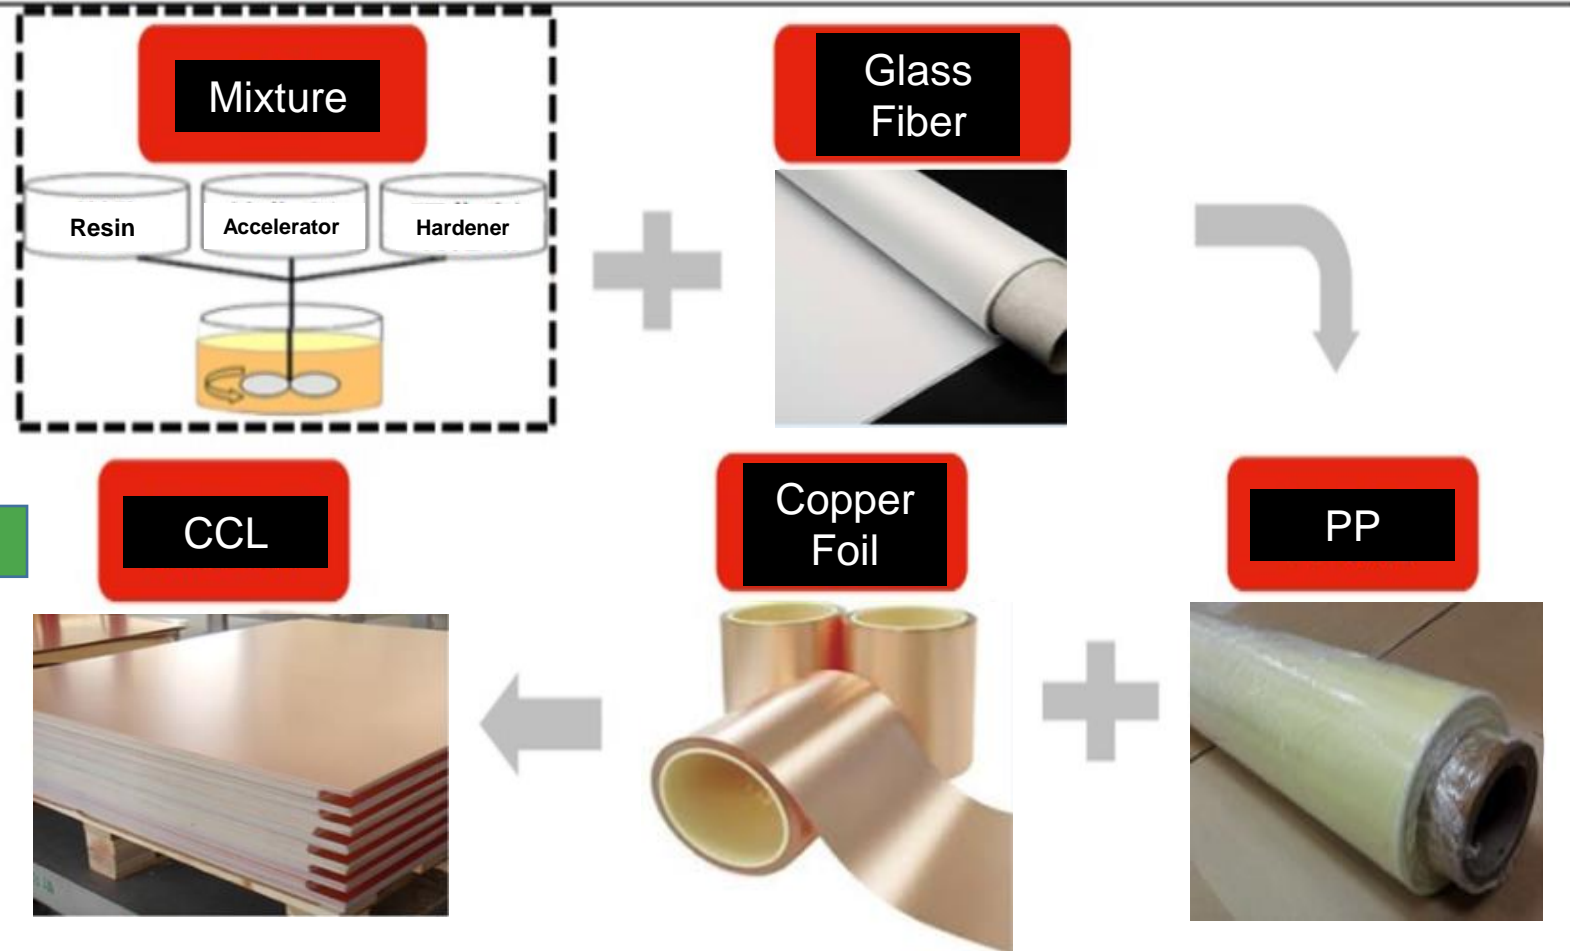 Mixture
Glass
Fiber
Resin
Accelerator
Hardener
CCL
Copper
Foil
PP